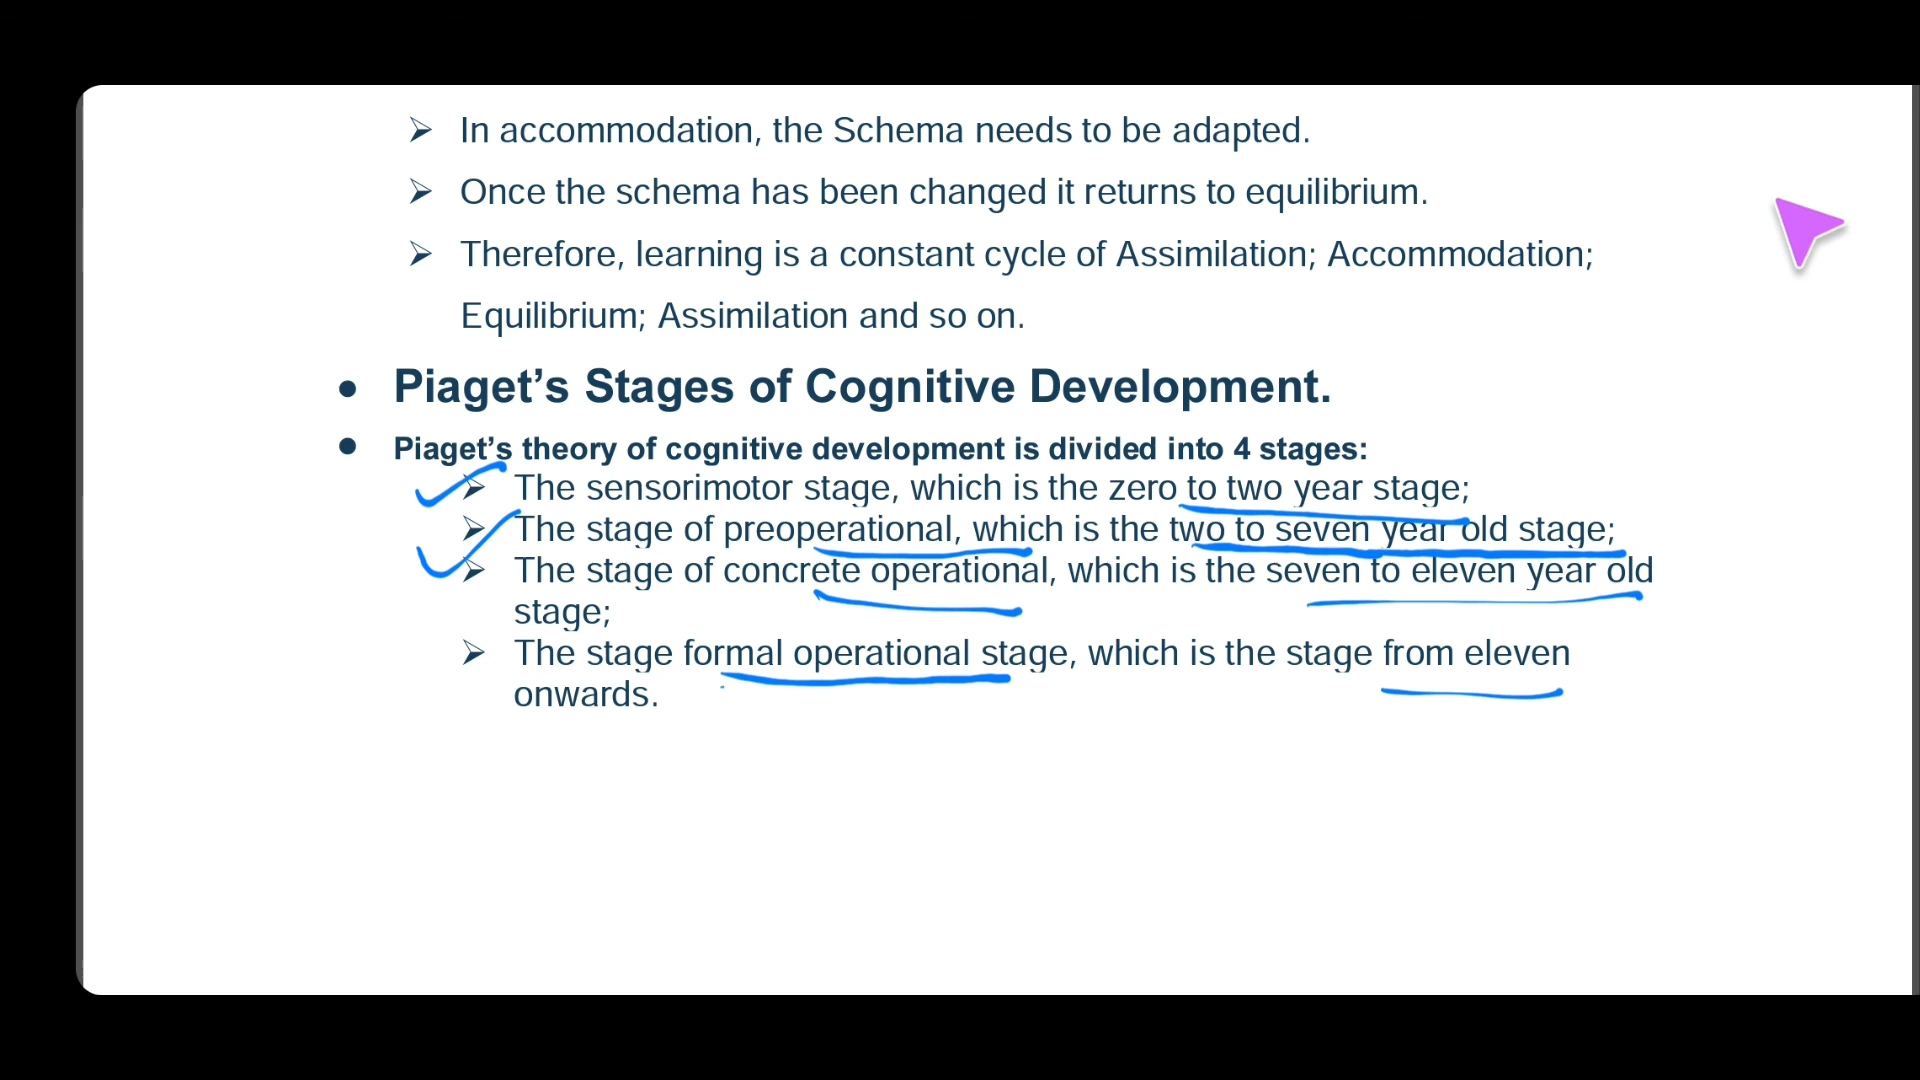 ➢ In accommodation, the Schema needs to be adapted.
➢ Once the schema has been changed it returns to equilibrium.
➢ Therefore, learning is a constant cycle of Assimilation; Accommodation;
Equilibrium; Assimilation and so on.
● Piaget’s Stages of Cognitive Development.
● Piaget’s theory of cognitive development is divided into 4 stages:
➢ The sensorimotor stage, which is the zero to two year stage;
➢ The stage of preoperational, which is the two to seven year old stage;
➢ The stage of concrete operational, which is the seven to eleven year old
stage;
➢ The stage formal operational stage, which is the stage from eleven
onwards.